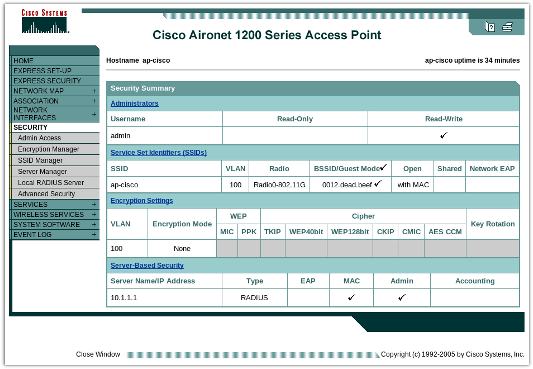 CISCO SYSTEMS
Cisco Aironet 1200 Series Access Point
HOME
EXPRESS SET-UP
EXPRESS SECURITY
NETWORK MAP +
ASSOCIATION +
NETWORK
INTERFACES +
SECURITY
Admin Access
Encryption Manager
SSID Manager
Server Manager
Local RADIUS Server
Advanced Security
SERVICES +
WIRELESS SERVICES +
SYSTEM SOFTWARE +
EVENT LOG +
Hostname ap-cisco ap-cisco uptime is 34 minutes
Security Summary
Administrators
Username Read-Only Read-Write
admin ✓
Service Set Identifiers (SSIDs)
SSID VLAN Radio BSSID/Guest Mode✓ Open Shared Network EAP
ap-cisco 100 Radio0-802.11G 0012.dead.beef ✓ with MAC
Encryption Settings
VLAN Encryption Mode WEP Cipher Key Rotation
MIC PPK TKIP WEP40bit WEP128bit CKIP CMIC AES CCM
100 None
Server-Based Security
Server Name/IP Address Type EAP MAC Admin Accounting
10.1.1.1 RADIUS ✓ ✓
Close Window Copyright (c) 1992-2005 by Cisco Systems, Inc.